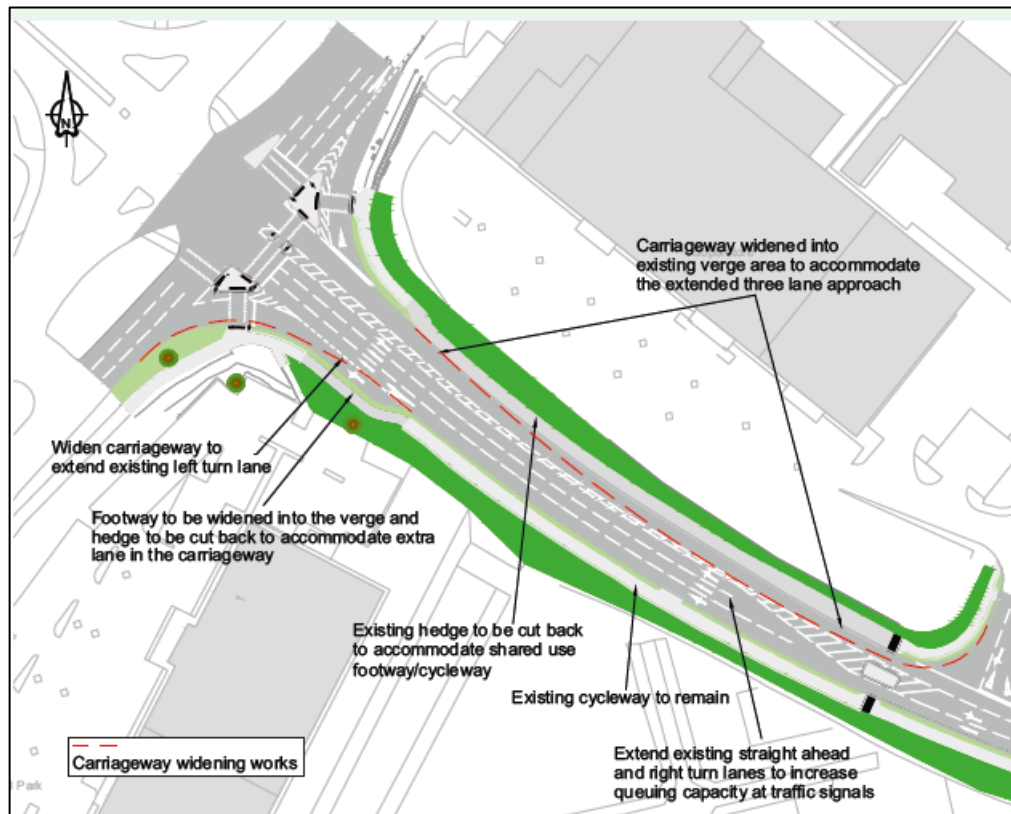 N
Carriageway widened into
existing verge area to accommodate
the extended three lane approach
Widen carriageway to
extend existing left turn lane
Footway to be widened into the verge and
hedge to be cut back to accommodate extra
lane in the carriageway
Existing hedge to be cut back
to accommodate shared use
footway/cycleway
Existing cycleway to remain
Extend existing straight ahead
and right turn lanes to increase
queuing capacity at traffic signals
Carriageway widening works
Park